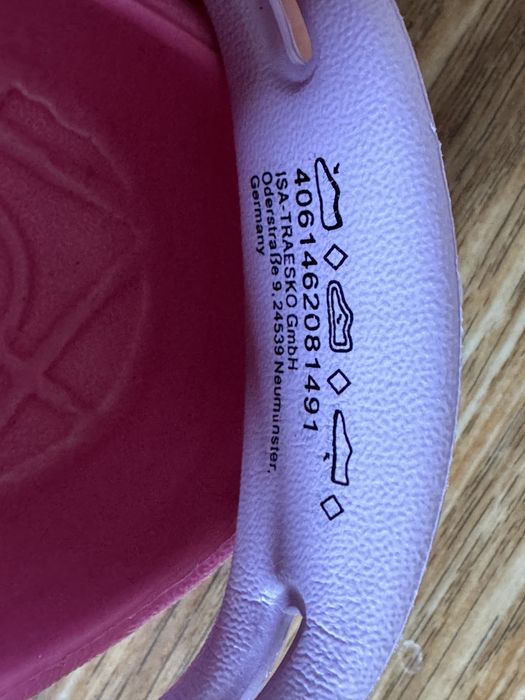 4061462081491
ISA-TRAESKO GmbH
Oderstraße 9, 24539 Neumünster,
Germany